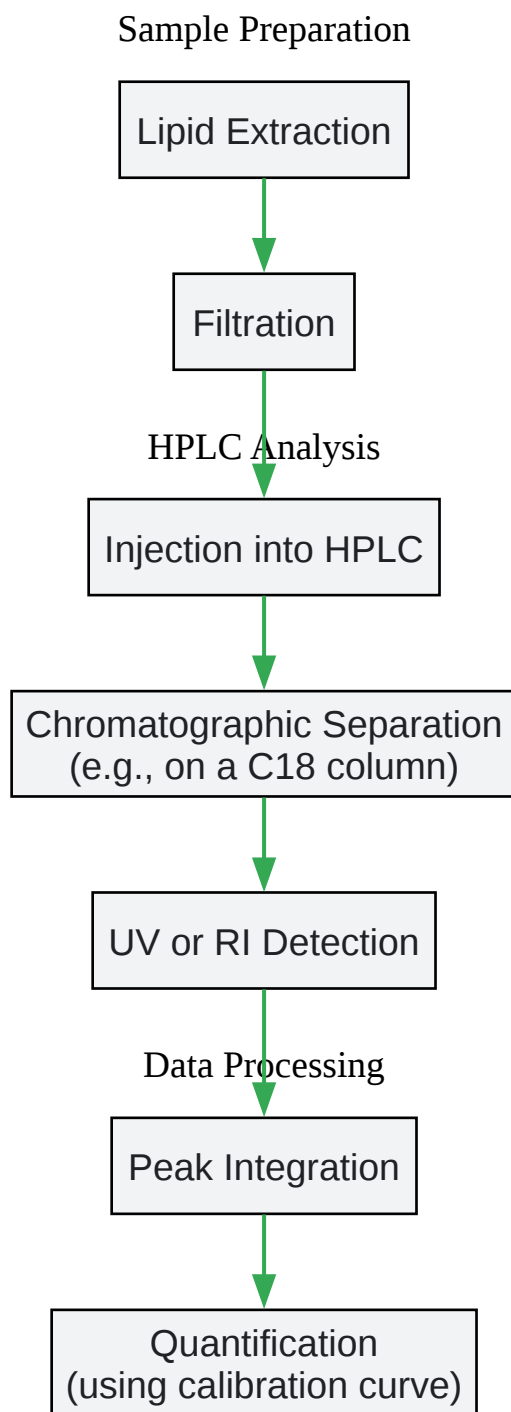 Sample Preparation
Lipid Extraction
Filtration
HPLC Analysis
Injection into HPLC
Chromatographic Separation
(e.g., on a C18 column)
UV or RI Detection
Data Processing
Peak Integration
Quantification
(using calibration curve)